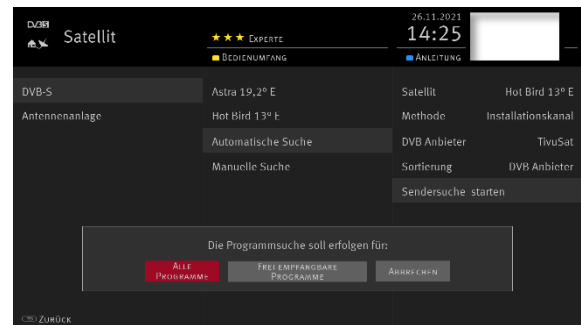 DVB-S
Satellit
★★★ EXPERTE
BEDIENUMFANG
26.11.2021
14:25
ANLEITUNG
DVB-S
Antennenanlage
Astra 19,2° E
Hot Bird 13° E
Automatische Suche
Manuelle Suche
Satellit Hot Bird 13° E
Methode Installationskanal
DVB Anbieter TivuSat
Sortierung DVB Anbieter
Sendersuche starten
Die Programmsuche soll erfolgen für:
ALLE
PROGRAMME
FREI EMPFANGBARE
PROGRAMME
ABBRECHEN
ZURÜCK